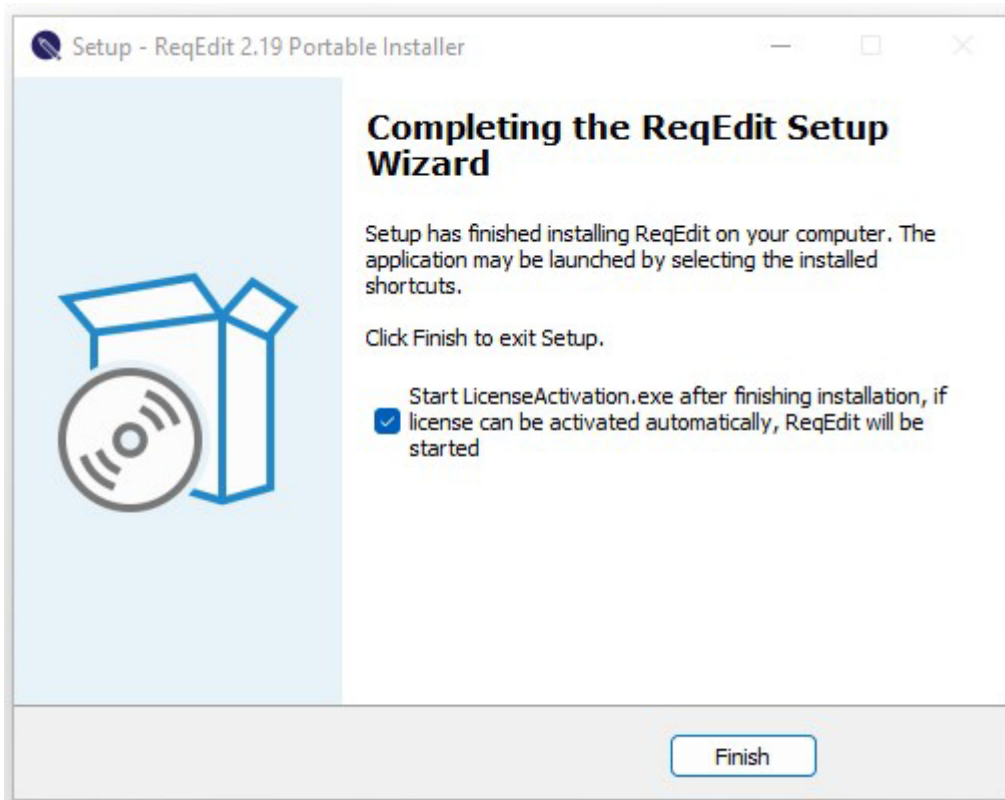 Setup - ReqEdit 2.19 Portable Installer
Completing the ReqEdit Setup
Wizard
Setup has finished installing ReqEdit on your computer. The
application may be launched by selecting the installed
shortcuts.
Click Finish to exit Setup.
Start LicenseActivation.exe after finishing installation, if
license can be activated automatically, ReqEdit will be
started
Finish